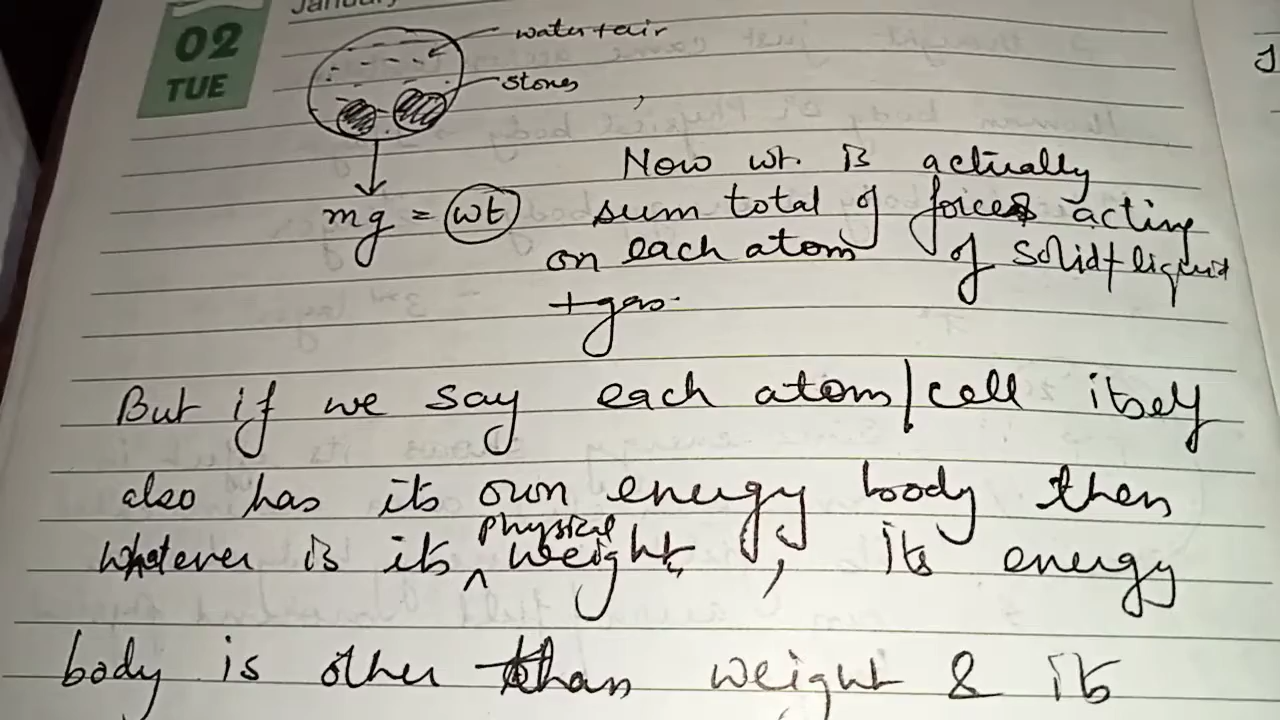 January
02
TUE
water+air
stones
mg = wt
Now wt. is actually
sum total of forces acting
on each atom of solid+liquid
+gas.
But if we say each atom/cell itself
also has its own energy body then
whatever is its physical weight, its energy
body is other than weight & its